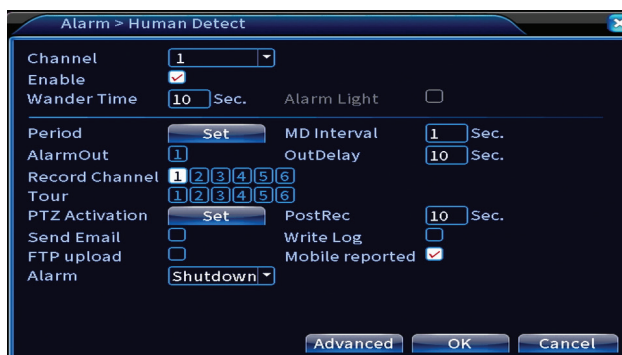 Alarm > Human Detect
Channel 1
Enable
Wander Time 10 Sec. Alarm Light
Period Set MD Interval 1 Sec.
AlarmOut 1 OutDelay 10 Sec.
Record Channel 1 2 3 4 5 6
Tour 1 2 3 4 5 6
PTZ Activation Set PostRec 10 Sec.
Send Email Write Log
FTP upload Mobile reported
Alarm Shutdown
Advanced OK Cancel